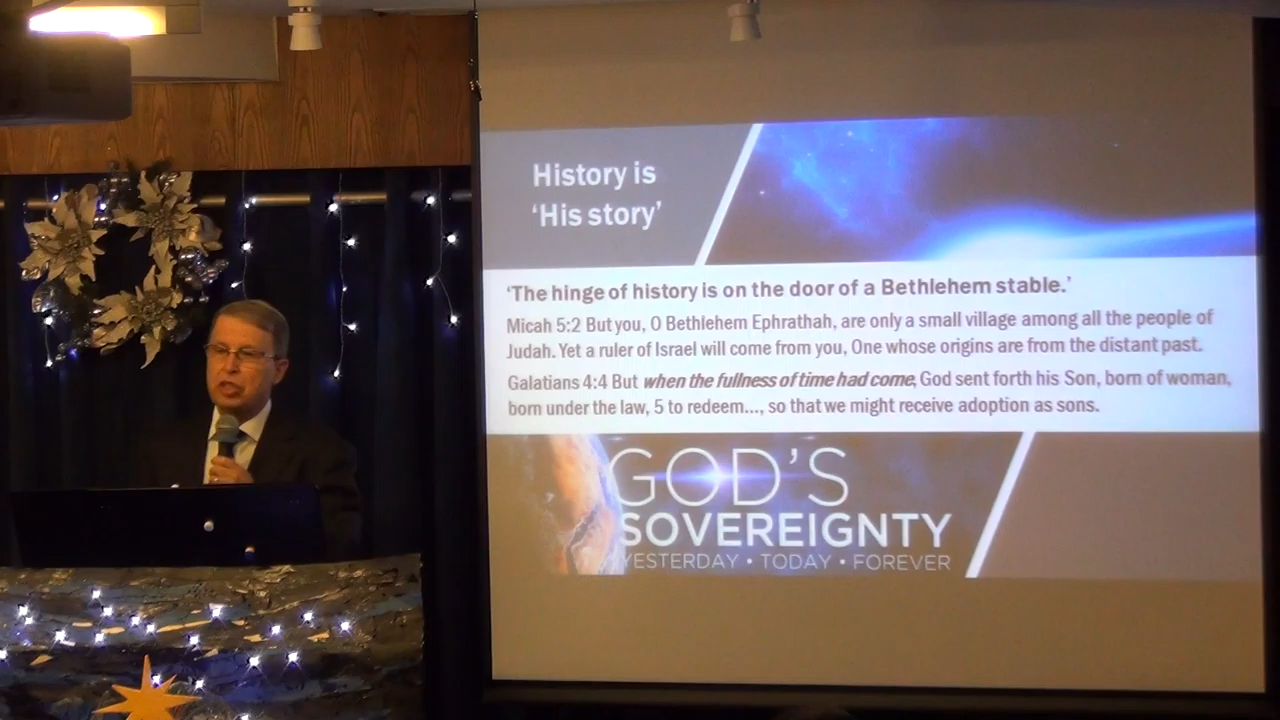 History is
‘His story’
‘The hinge of history is on the door of a Bethlehem stable.’
Micah 5:2 But you, O Bethlehem Ephrathah, are only a small village among all the people of
Judah. Yet a ruler of Israel will come from you, One whose origins are from the distant past.
Galatians 4:4 But when the fullness of time had come, God sent forth his Son, born of woman,
born under the law, 5 to redeem..., so that we might receive adoption as sons.
GOD'S
SOVEREIGNTY
YESTERDAY • TODAY • FOREVER